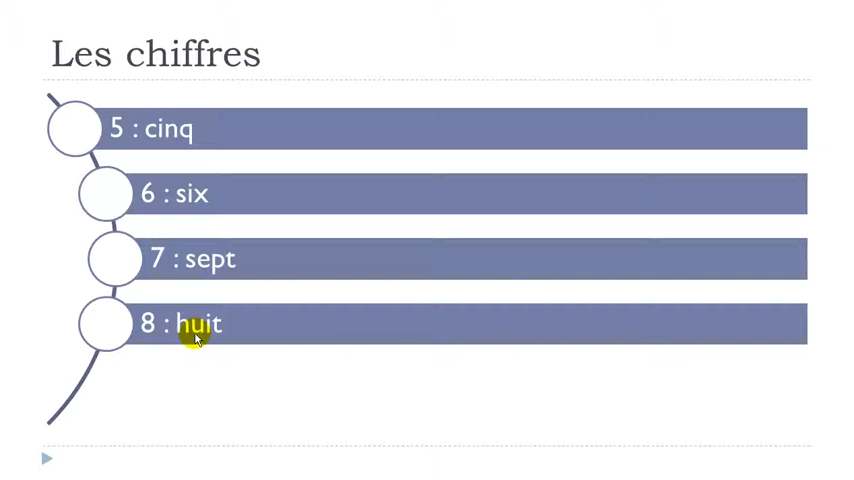 Les chiffres
5 : cinq
6 : six
7 : sept
8 : huit